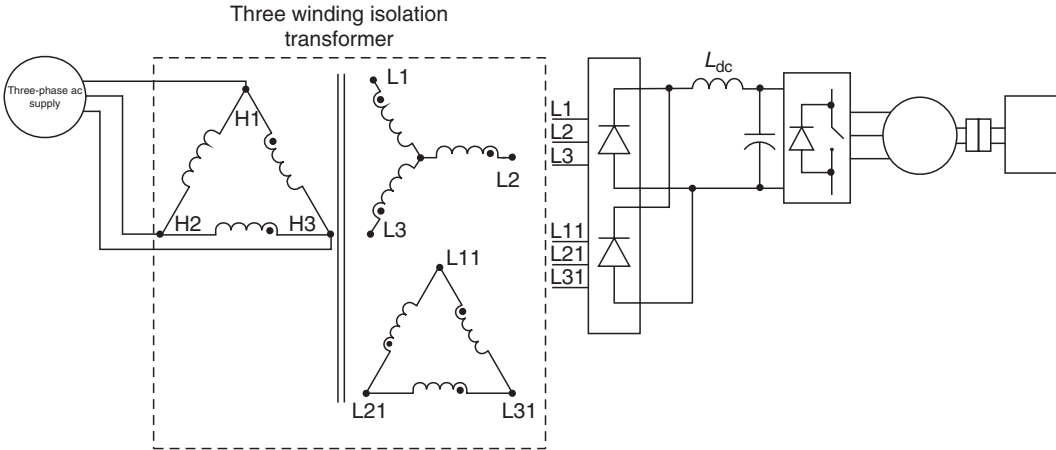 Three winding isolation
transformer
Three-phase ac
supply
H1
H2
H3
L1
L2
L3
L11
L21
L31
L1
L2
L3
L11
L21
L31
Ldc